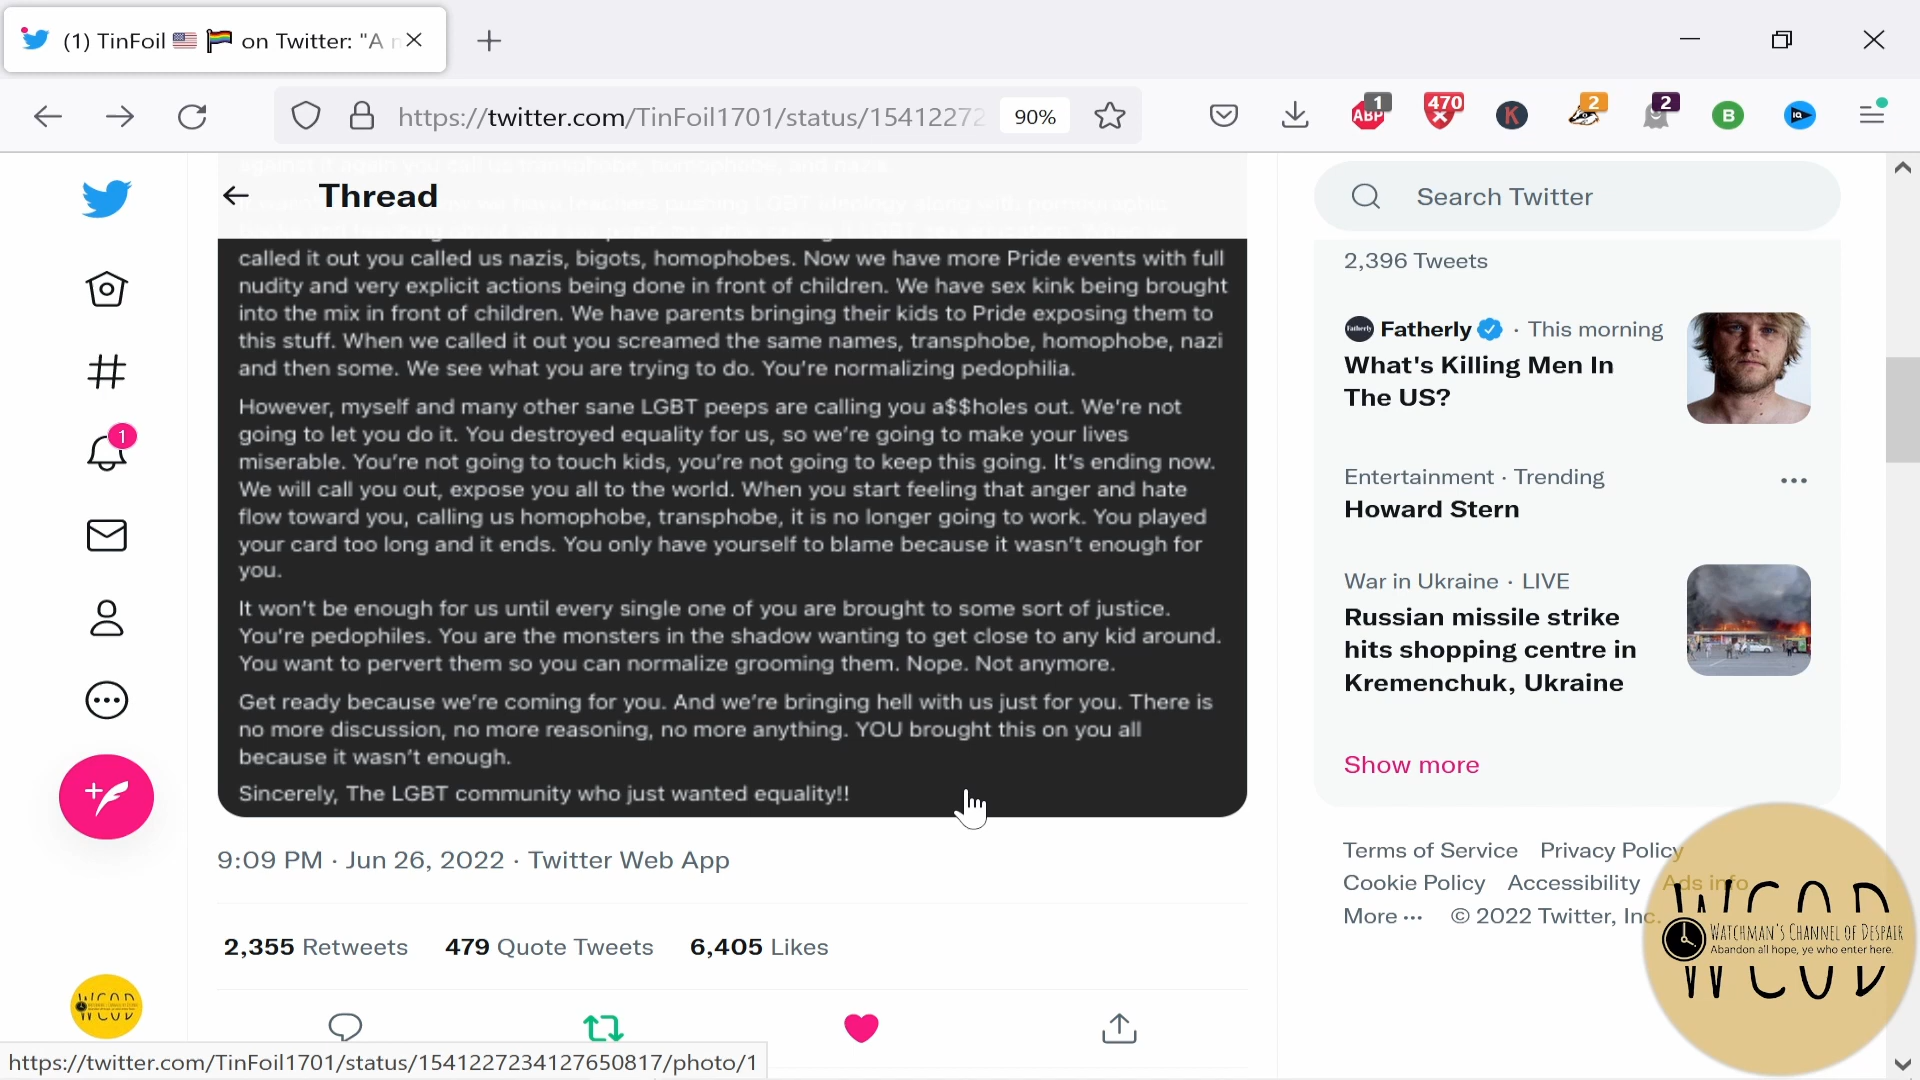 (1) TinFoil 🇺🇸 🏳️‍🌈 on Twitter: "A n
https://twitter.com/TinFoil1701/status/15412272
90%
1
470
ABP
K
2
2
B
IQ
Thread
Search Twitter
called it out you called us nazis, bigots, homophobes. Now we have more Pride events with full
nudity and very explicit actions being done in front of children. We have sex kink being brought
into the mix in front of children. We have parents bringing their kids to Pride exposing them to
this stuff. When we called it out you screamed the same names, transphobe, homophobe, nazi
and then some. We see what you are trying to do. You're normalizing pedophilia.
However, myself and many other sane LGBT peeps are calling you a$$holes out. We're not
going to let you do it. You destroyed equality for us, so we're going to make your lives
miserable. You're not going to touch kids, you're not going to keep this going. It's ending now.
We will call you out, expose you all to the world. When you start feeling that anger and hate
flow toward you, calling us homophobe, transphobe, it is no longer going to work. You played
your card too long and it ends. You only have yourself to blame because it wasn't enough for
you.
It won't be enough for us until every single one of you are brought to some sort of justice.
You're pedophiles. You are the monsters in the shadow wanting to get close to any kid around.
You want to pervert them so you can normalize grooming them. Nope. Not anymore.
Get ready because we're coming for you. And we're bringing hell with us just for you. There is
no more discussion, no more reasoning, no more anything. YOU brought this on you all
because it wasn't enough.
Sincerely, The LGBT community who just wanted equality!!
9:09 PM · Jun 26, 2022 · Twitter Web App
2,355 Retweets 479 Quote Tweets 6,405 Likes
1
2,396 Tweets
Fatherly · This morning
What's Killing Men In
The US?
Entertainment · Trending
Howard Stern
War in Ukraine · LIVE
Russian missile strike
hits shopping centre in
Kremenchuk, Ukraine
Show more
Terms of Service Privacy Policy
Cookie Policy Accessibility Ads info
More ··· © 2022 Twitter, Inc.
WCOD
WATCHMAN'S CHANNEL OF DESPAIR
Abandon all hope, ye who enter here.
WCOD
WCOD
https://twitter.com/TinFoil1701/status/1541227234127650817/photo/1